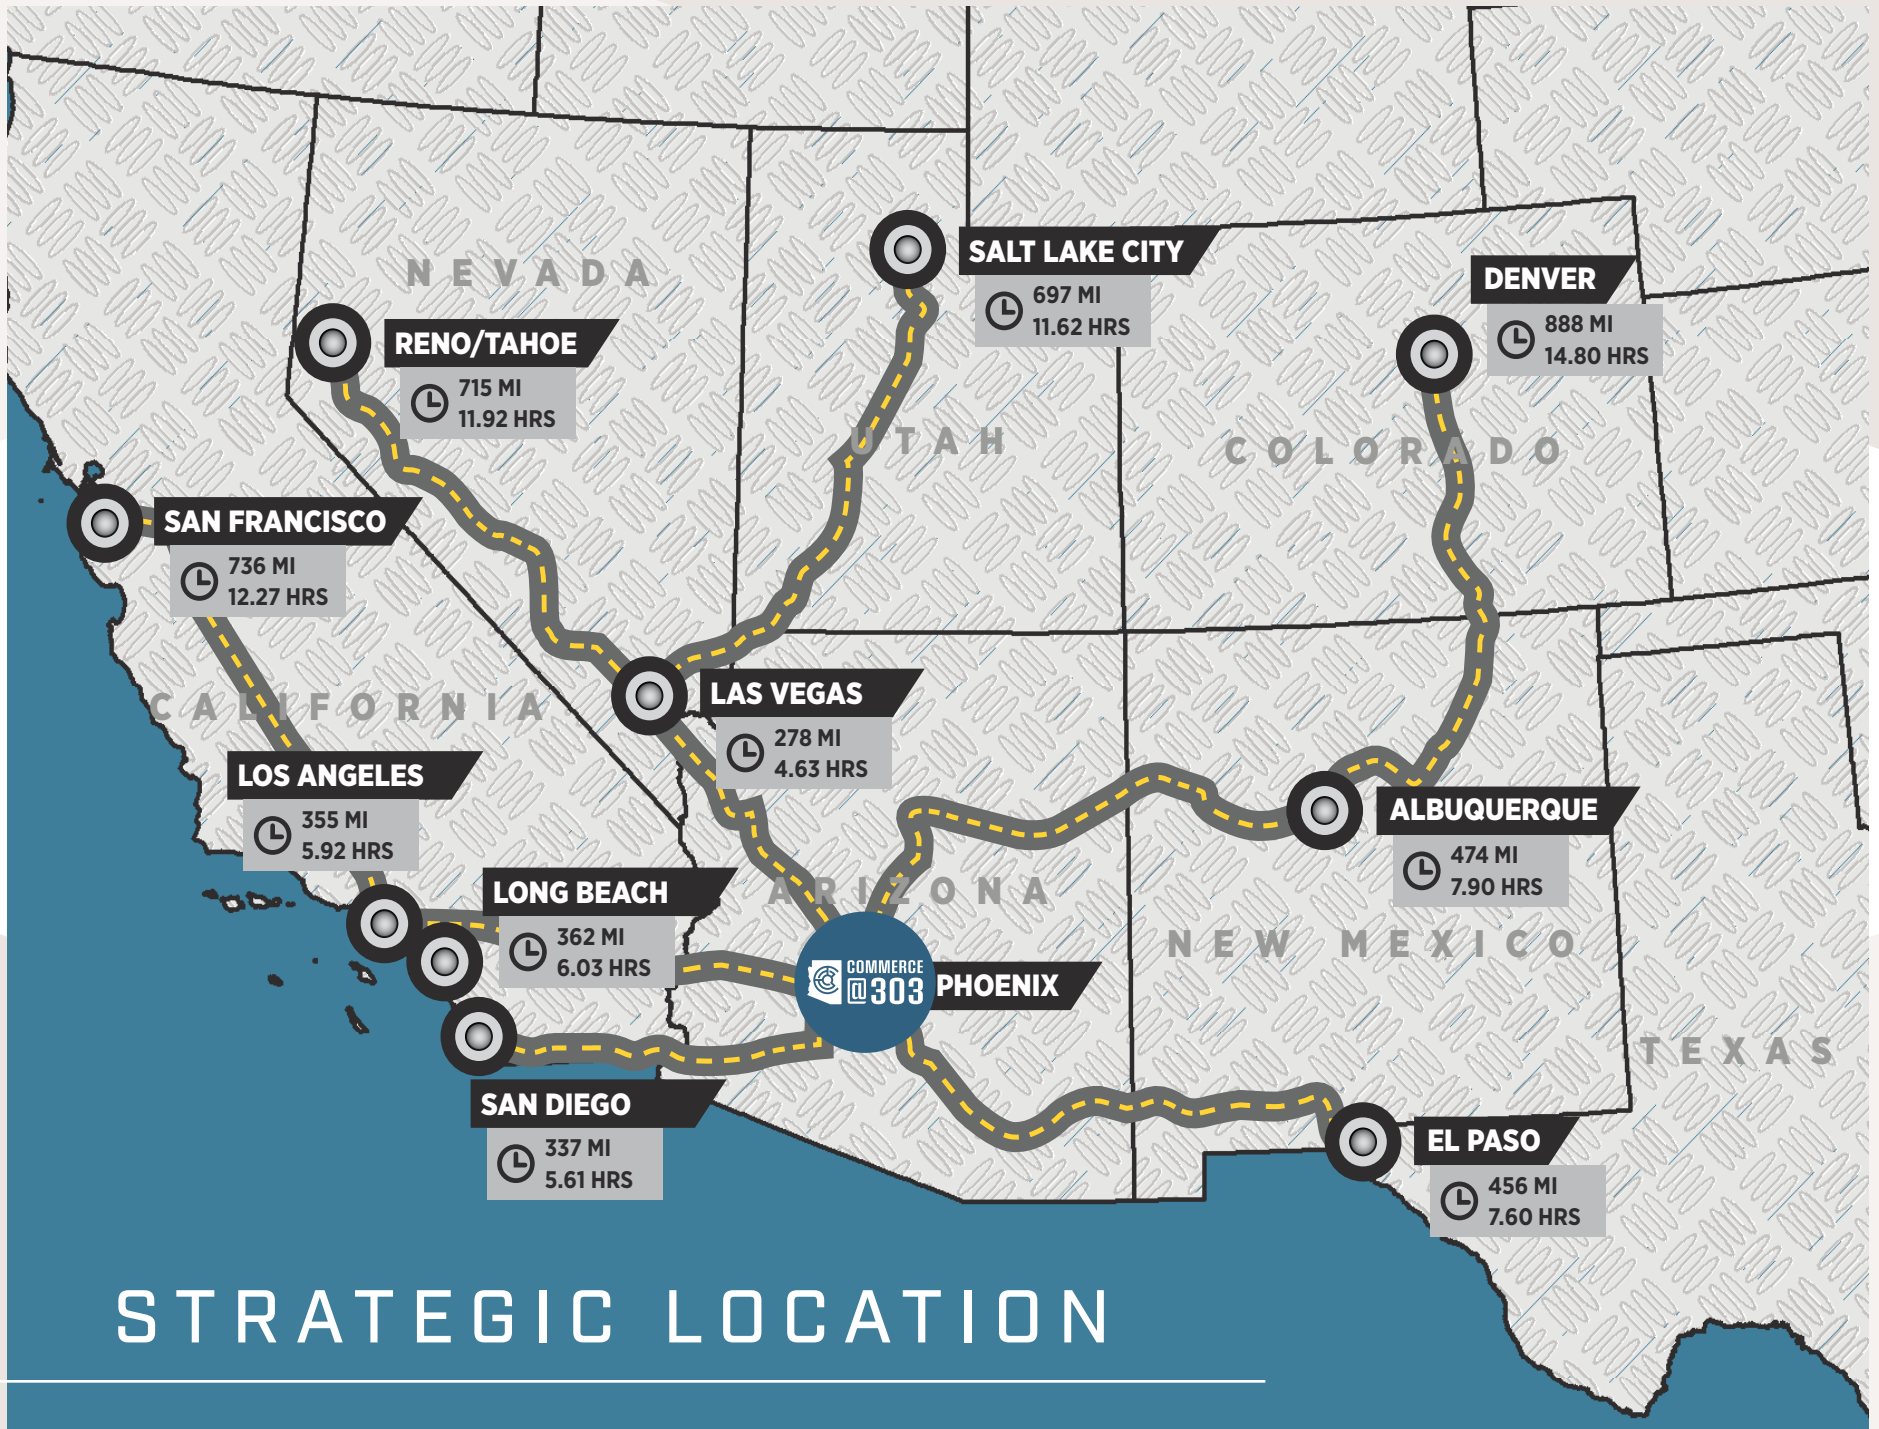 NEVADA
SALT LAKE CITY
697 MI
11.62 HRS
DENVER
888 MI
14.80 HRS
RENO/TAHOE
715 MI
11.92 HRS
UTAH
COLORADO
SAN FRANCISCO
736 MI
12.27 HRS
CALIFORNIA
LAS VEGAS
278 MI
4.63 HRS
LOS ANGELES
355 MI
5.92 HRS
ALBUQUERQUE
474 MI
7.90 HRS
LONG BEACH
362 MI
6.03 HRS
ARIZONA
NEW MEXICO
COMMERCE
@303
PHOENIX
TEXAS
SAN DIEGO
337 MI
5.61 HRS
EL PASO
456 MI
7.60 HRS
STRATEGIC LOCATION